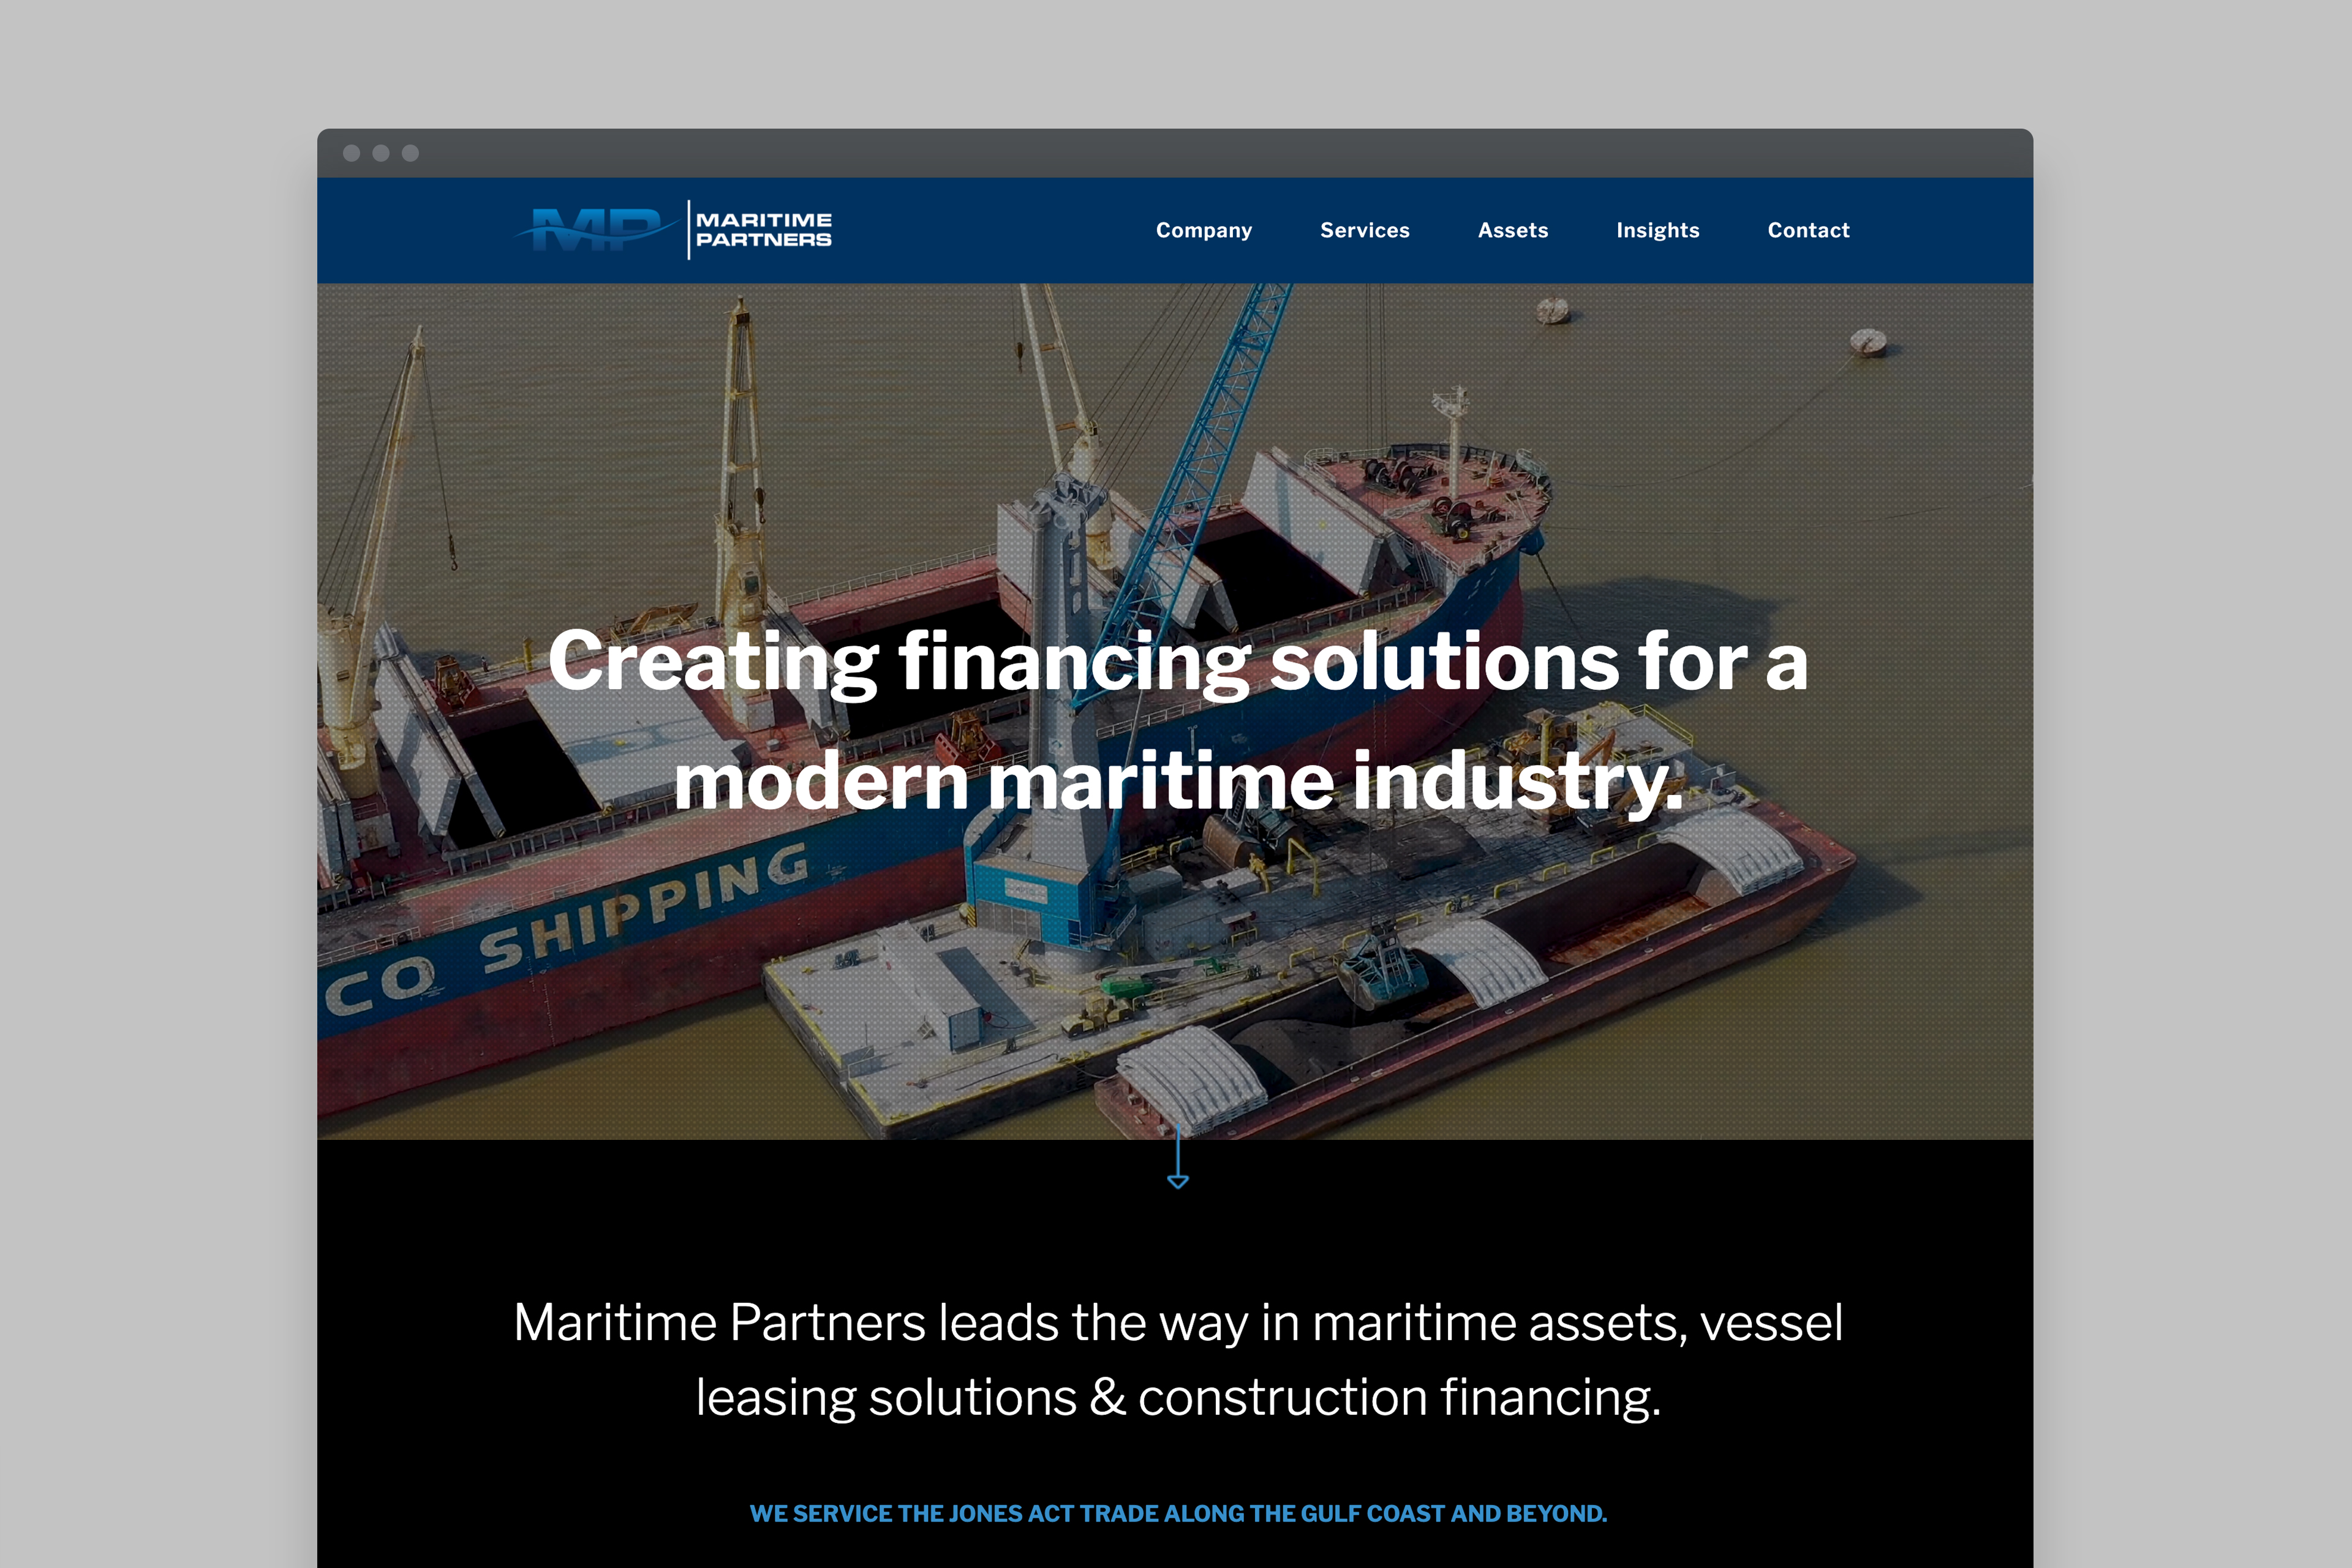 MP
MARITIME
PARTNERS
Company Services Assets Insights Contact
Creating financing solutions for a
modern maritime industry.
CO SHIPPING
Maritime Partners leads the way in maritime assets, vessel
leasing solutions & construction financing.
WE SERVICE THE JONES ACT TRADE ALONG THE GULF COAST AND BEYOND.